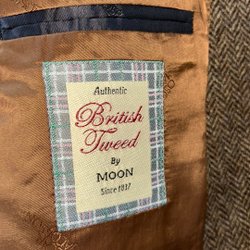 Authentic
British
Tweed
By
MOON
Since 1837